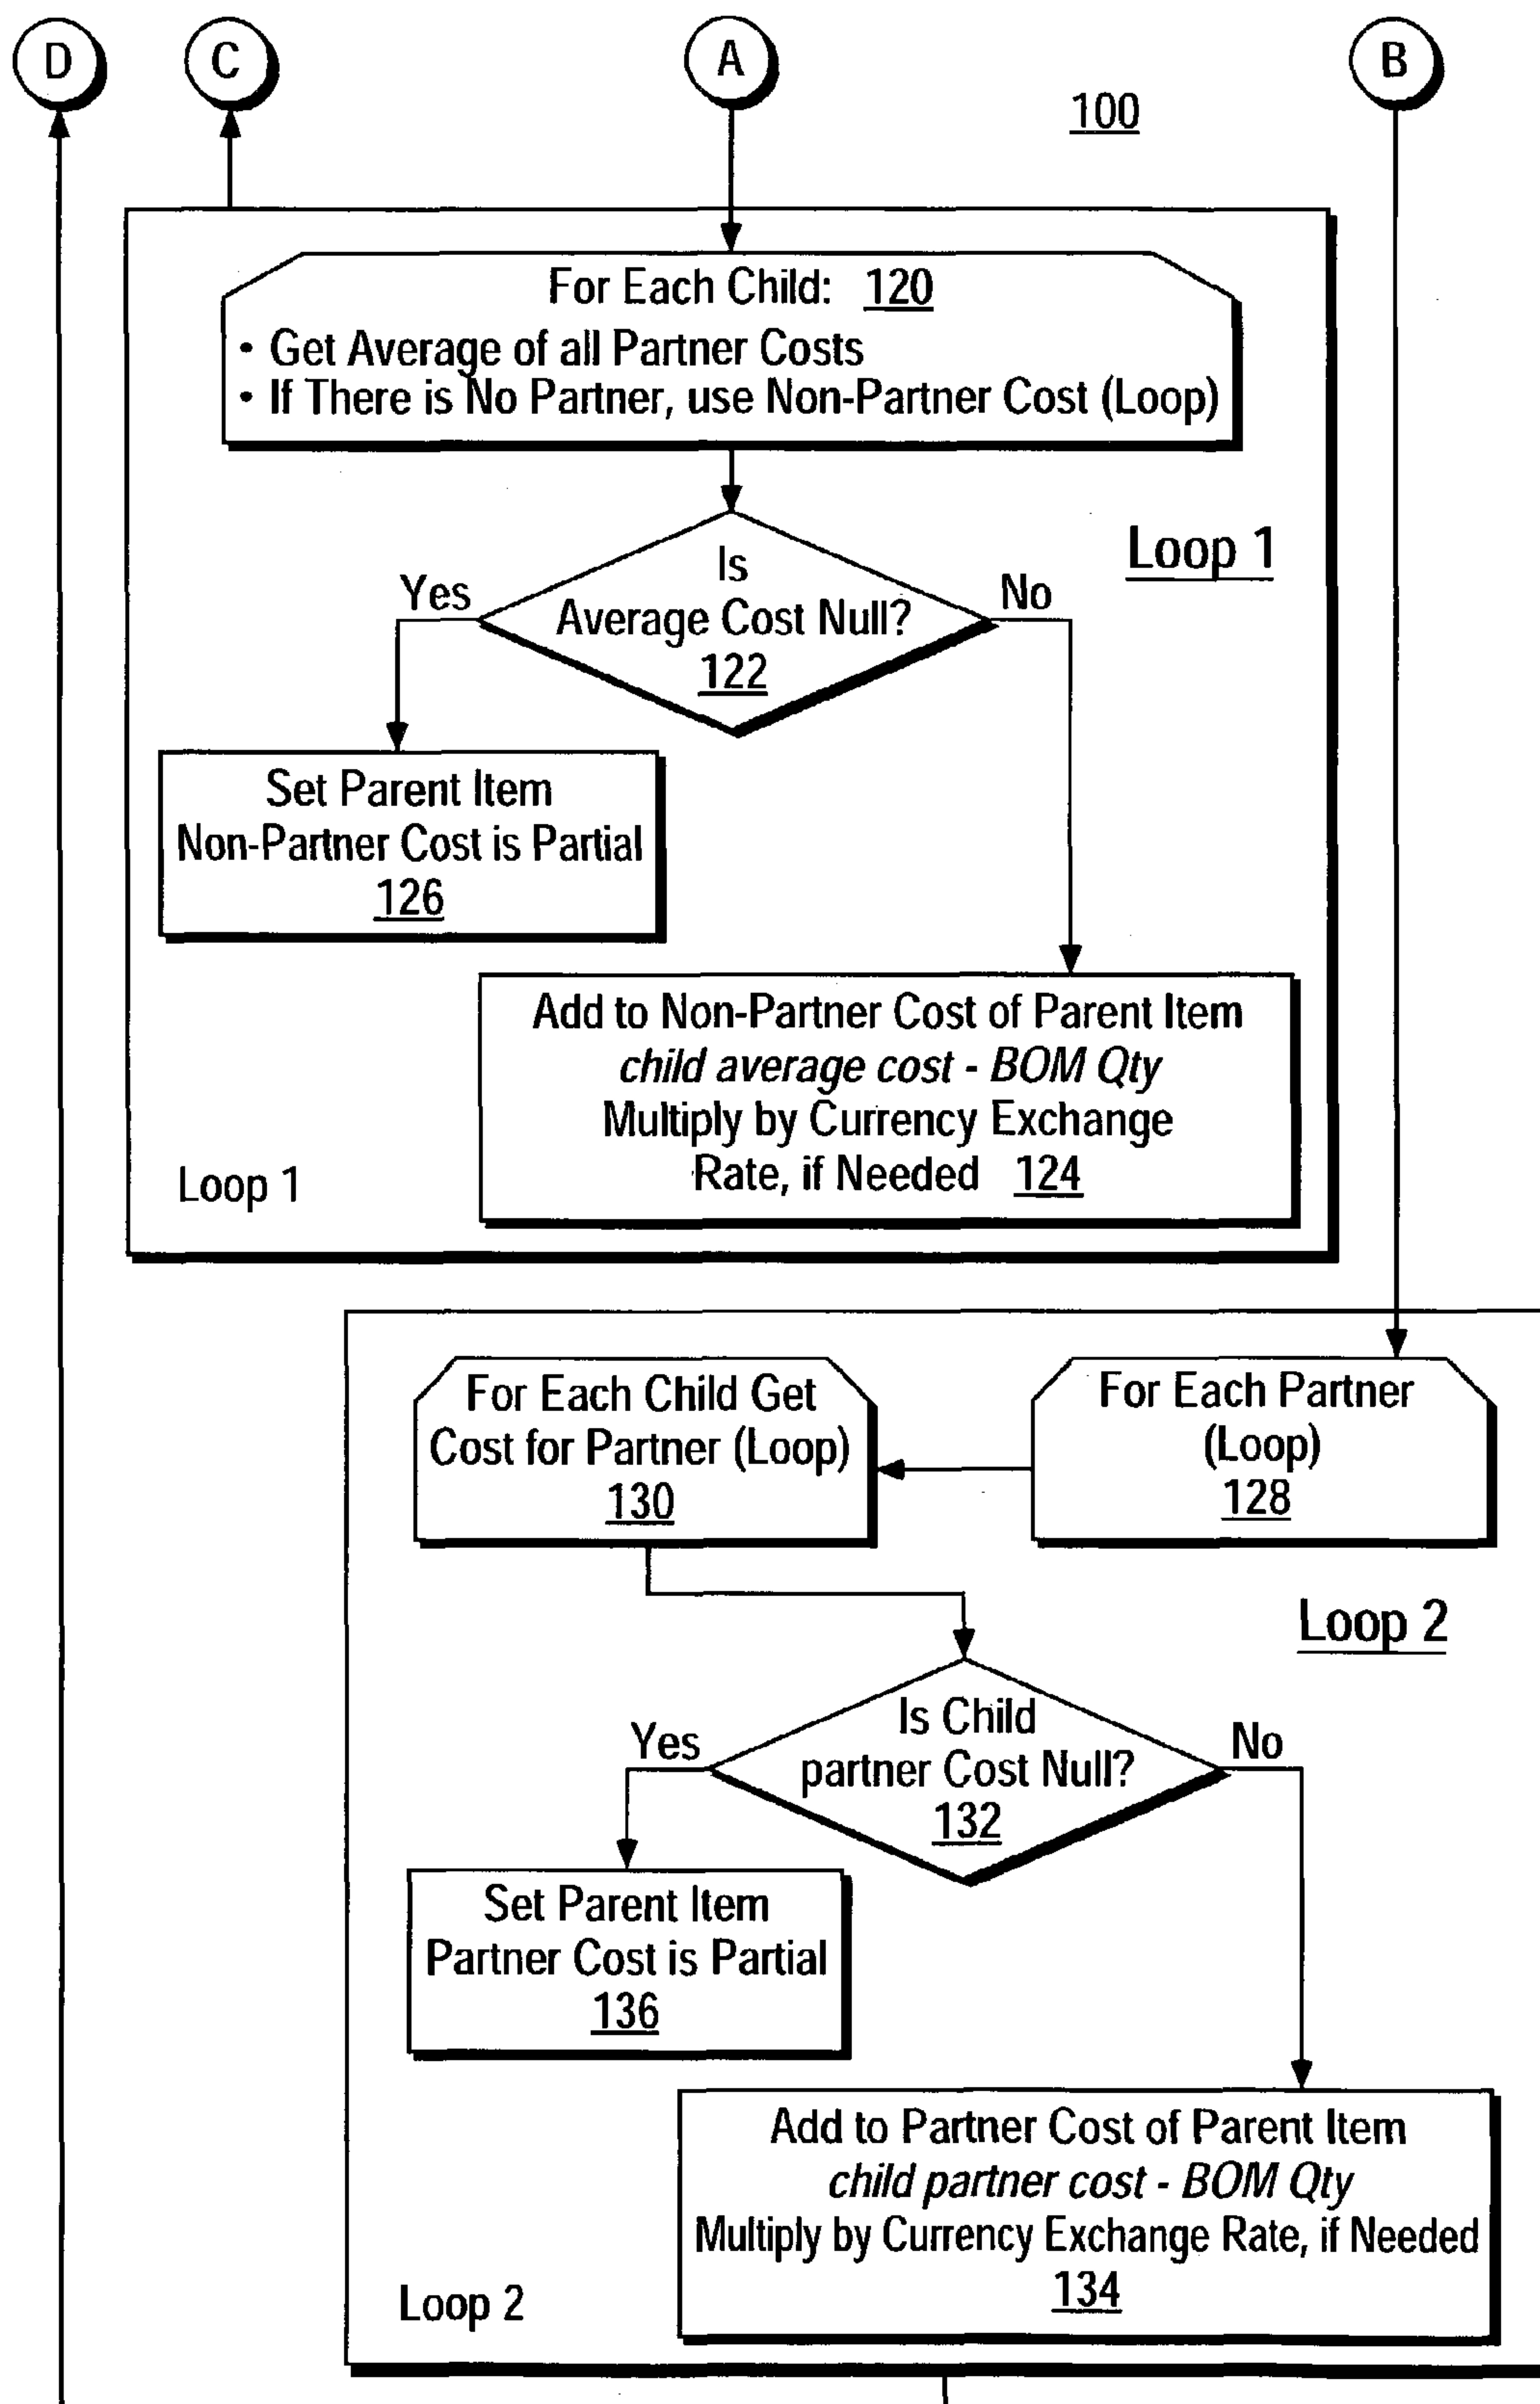 D
C
A
B
100
For Each Child: 120
• Get Average of all Partner Costs
• If There is No Partner, use Non-Partner Cost (Loop)
Loop 1
Is
Average Cost Null?
122
Yes
No
Set Parent Item
Non-Partner Cost is Partial
126
Add to Non-Partner Cost of Parent Item
child average cost - BOM Qty
Multiply by Currency Exchange
Rate, if Needed 124
Loop 1
For Each Child Get
Cost for Partner (Loop)
130
For Each Partner
(Loop)
128
Loop 2
Is Child
partner Cost Null?
132
Yes
No
Set Parent Item
Partner Cost is Partial
136
Add to Partner Cost of Parent Item
child partner cost - BOM Qty
Multiply by Currency Exchange Rate, if Needed
134
Loop 2